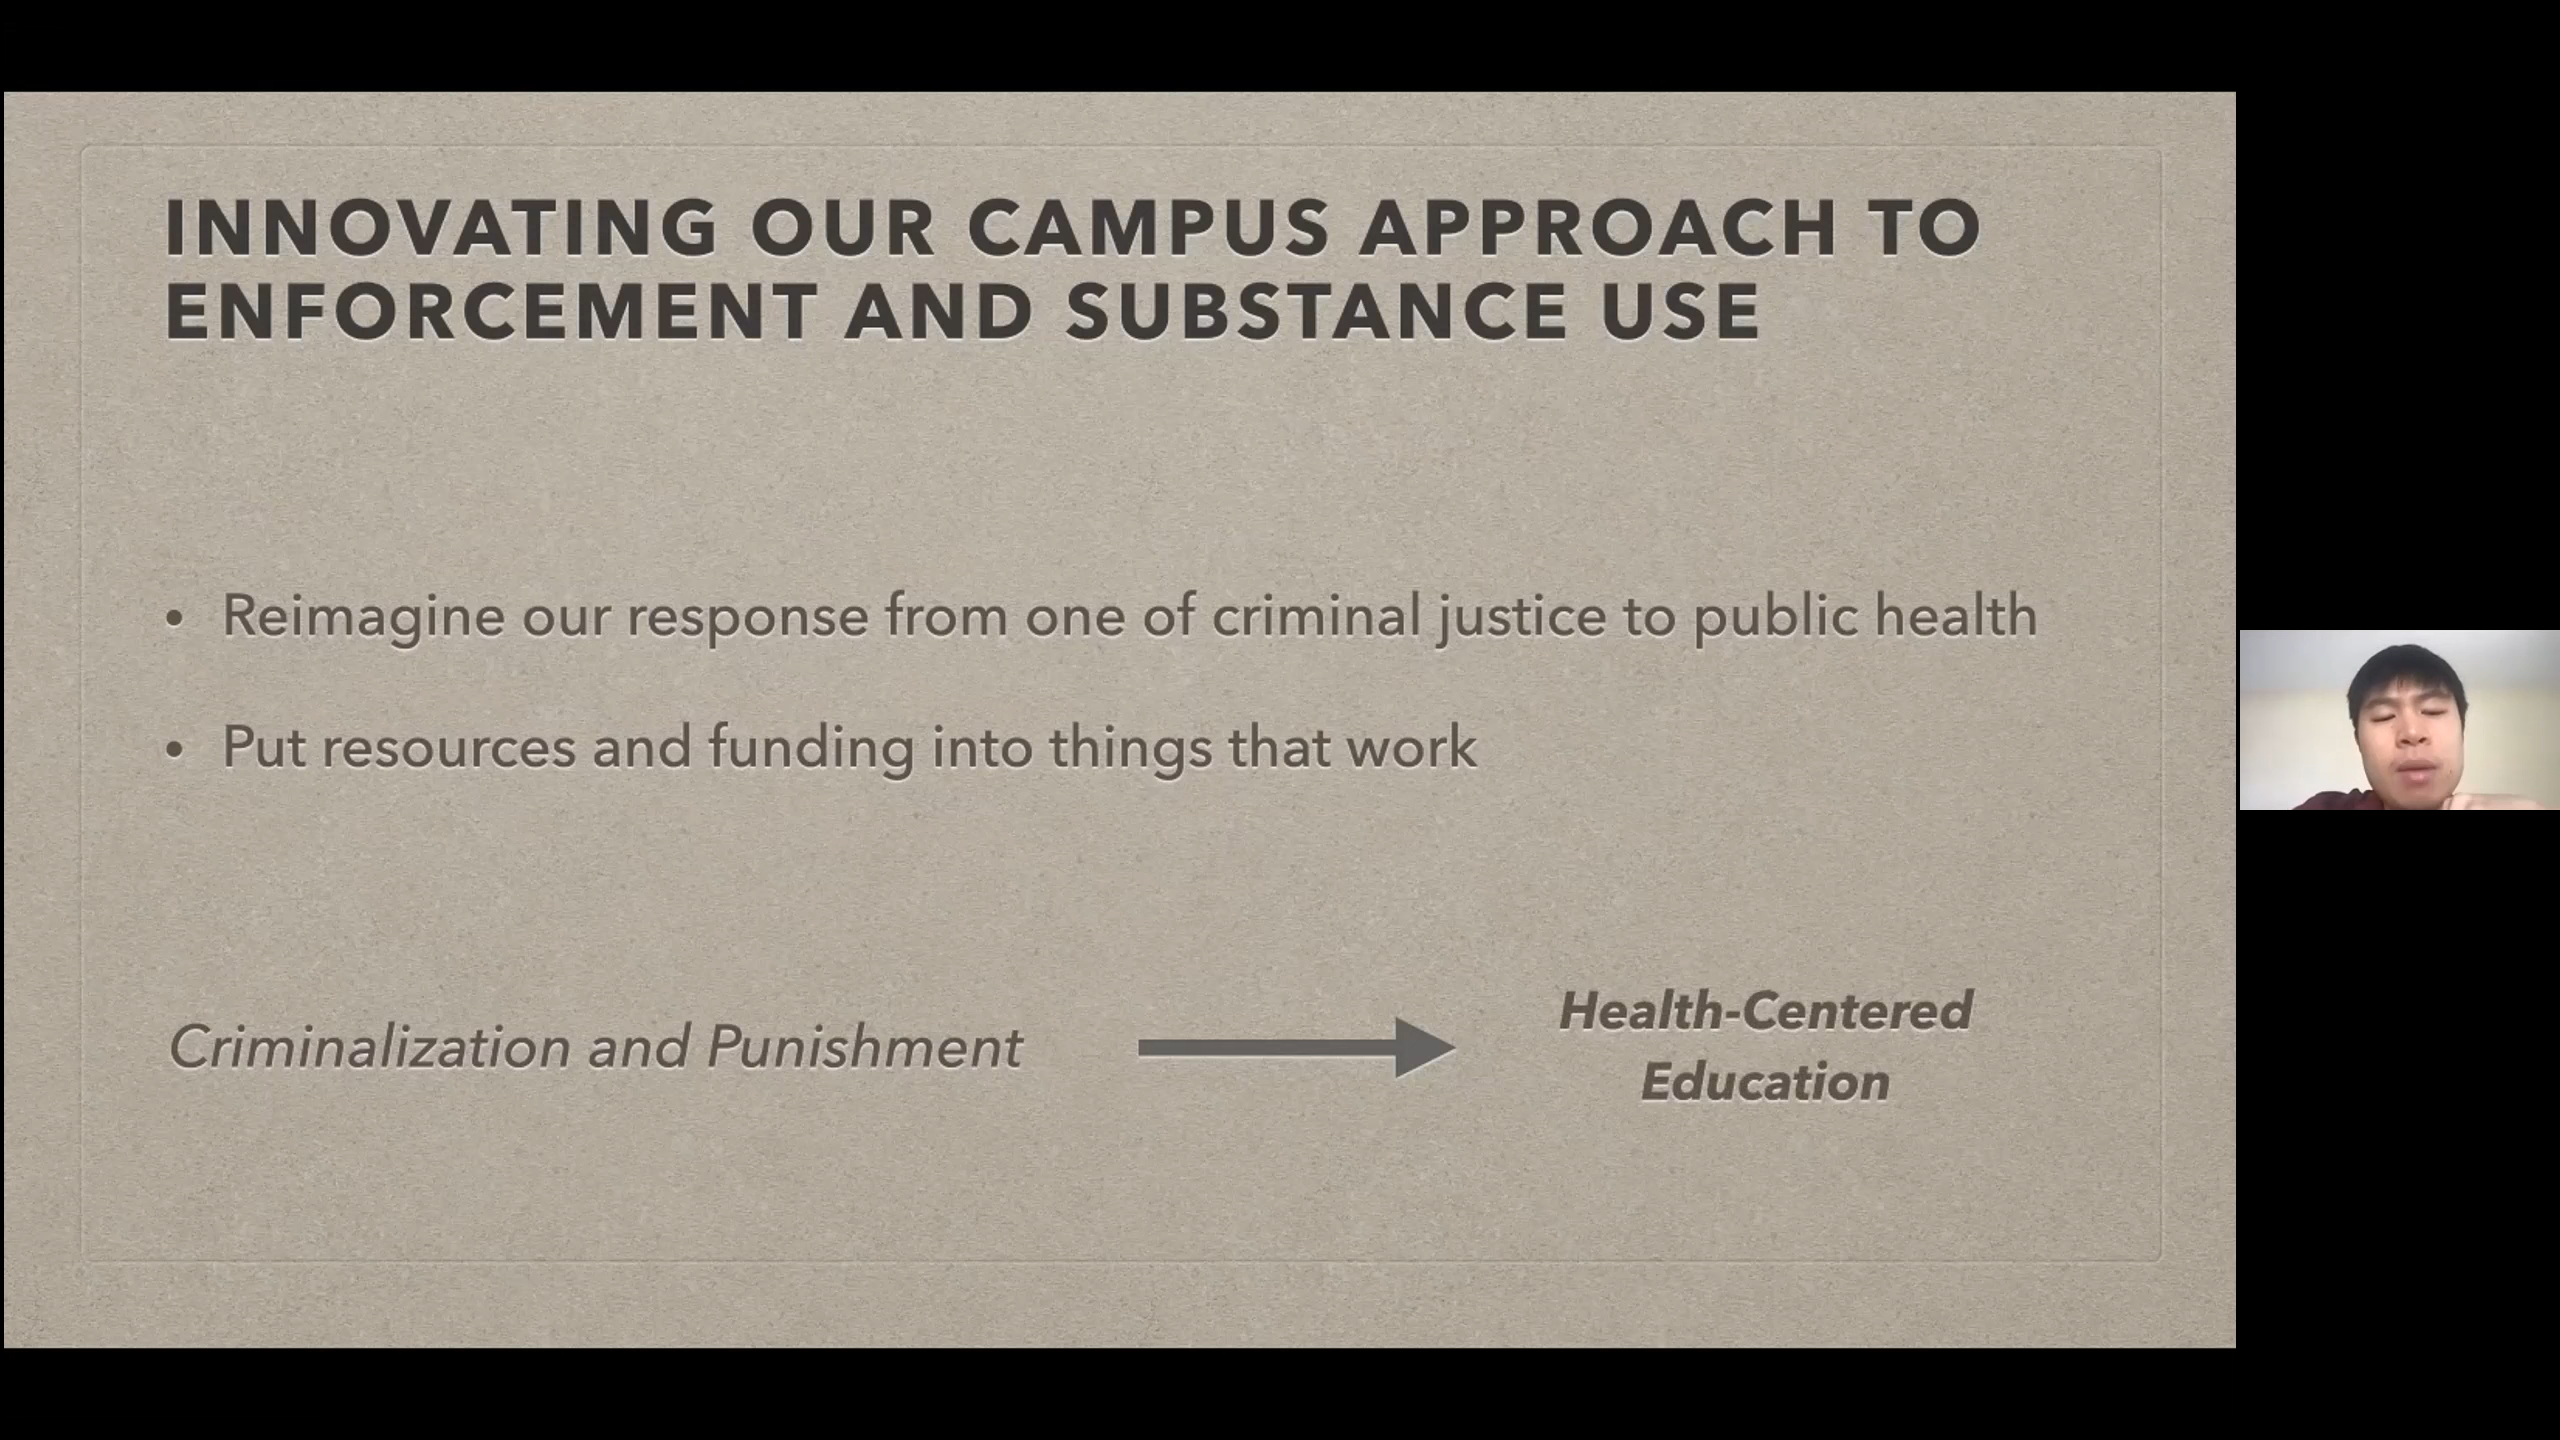 INNOVATING OUR CAMPUS APPROACH TO
ENFORCEMENT AND SUBSTANCE USE
• Reimagine our response from one of criminal justice to public health
• Put resources and funding into things that work
Criminalization and Punishment
Health-Centered
Education